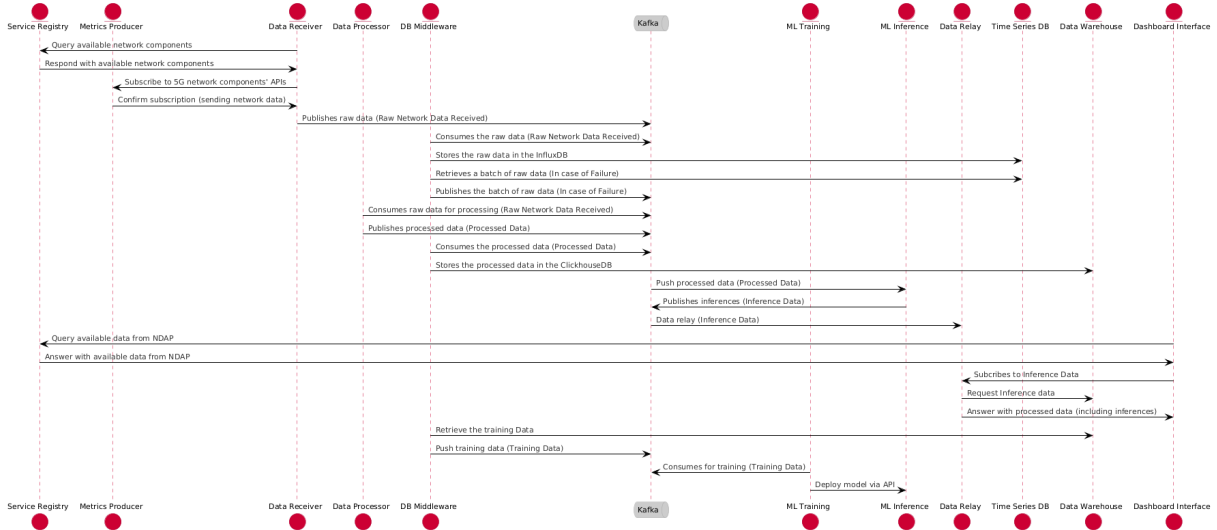 Service Registry Metrics Producer Data Receiver Data Processor DB Middleware Kafka ML Training ML Inference Data Relay Time Series DB Data Warehouse Dashboard Interface
Query available network components
Respond with available network components
Subscribe to 5G network components' APIs
Confirm subscription (sending network data)
Publishes raw data (Raw Network Data Received)
Consumes the raw data (Raw Network Data Received)
Stores the raw data in the InfluxDB
Retrieves a batch of raw data (In case of Failure)
Publishes the batch of raw data (In case of Failure)
Consumes raw data for processing (Raw Network Data Received)
Publishes processed data (Processed Data)
Consumes the processed data (Processed Data)
Stores the processed data in the ClickhouseDB
Push processed data (Processed Data)
Publishes inferences (Inference Data)
Data relay (Inference Data)
Query available data from NDAP
Answer with available data from NDAP
Subcribes to Inference Data
Request Inference data
Answer with processed data (including inferences)
Retrieve the training Data
Push training data (Training Data)
Consumes for training (Training Data)
Deploy model via API
Service Registry Metrics Producer Data Receiver Data Processor DB Middleware Kafka ML Training ML Inference Data Relay Time Series DB Data Warehouse Dashboard Interface